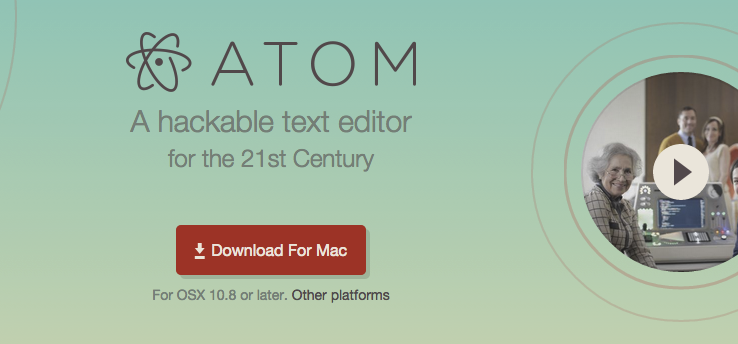 ATOM
A hackable text editor
for the 21st Century
Download For Mac
For OSX 10.8 or later. Other platforms